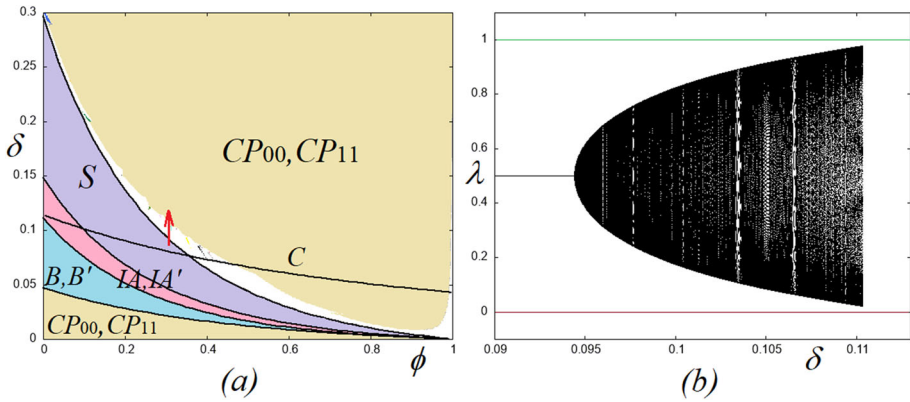 0.3
0.25
0.2
δ
0.15
0.1
0.05
0
0 0.2 0.4 0.6 0.8 ϕ 1
CP00, CP11
S
C
B,B′ IA,IA′
CP00, CP11
(a)
1
0.8
0.6
λ
0.4
0.2
0
0.09 0.095 0.1 0.105 δ 0.11
(b)